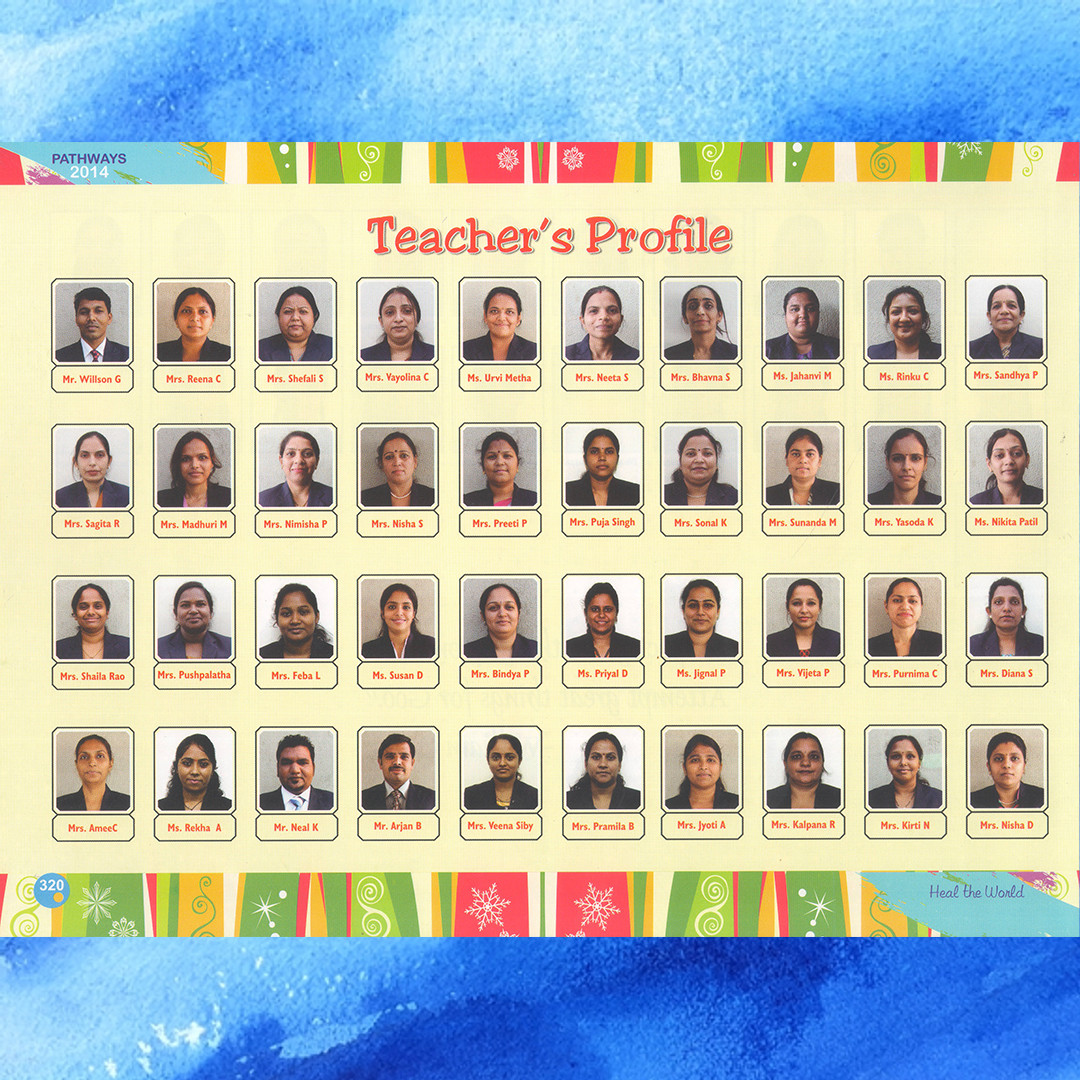 PATHWAYS
2014
Teacher's Profile
Mr. Willson G
Mrs. Reena C
Mrs. Shefali S
Mrs. Vayolina C
Ms. Urvi Metha
Mrs. Neeta S
Mrs. Bhavna S
Ms. Jahanvi M
Ms. Rinku C
Mrs. Sandhya P
Mrs. Sagita R
Mrs. Madhuri M
Mrs. Nimisha P
Mrs. Nisha S
Mrs. Preeti P
Mrs. Puja Singh
Mrs. Sonal K
Mrs. Sunanda M
Mrs. Yasoda K
Ms. Nikita Patil
Mrs. Shaila Rao
Mrs. Pushpalatha
Mrs. Feba L
Ms. Susan D
Mrs. Bindya P
Ms. Priyal D
Ms. Jignal P
Mrs. Vijeta P
Mrs. Purnima C
Mrs. Diana S
Mrs. AmeeC
Ms. Rekha A
Mr. Neal K
Mr. Arjan B
Mrs. Veena Siby
Mrs. Pramila B
Mrs. Jyoti A
Mrs. Kalpana R
Mrs. Kirti N
Mrs. Nisha D
320
Heal the World